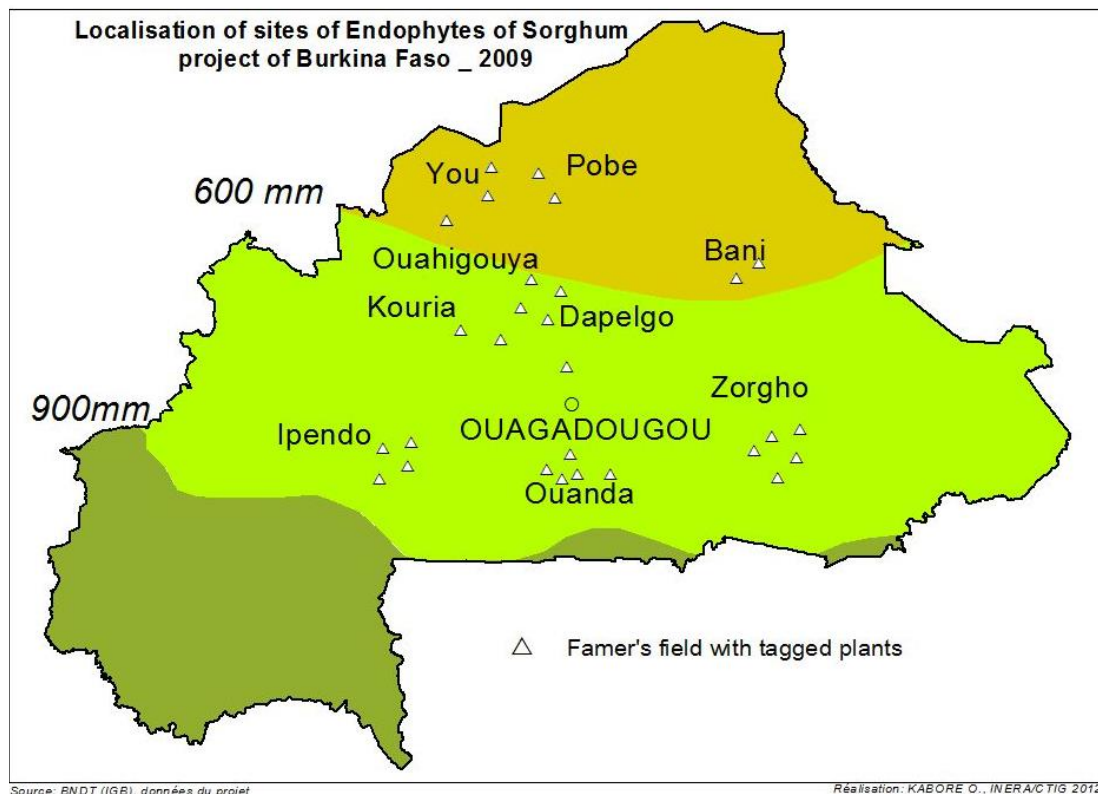 Localisation of sites of Endophytes of Sorghum
project of Burkina Faso _ 2009
You
Pobe
600 mm
Bani
Ouahigouya
Kouria
Dapelgo
Zorgho
900mm
Ipendo
OUAGADOUGOU
Ouanda
Famer's field with tagged plants
Source: BNDT (IGB), données du projet
Réalisation: KABORE O., INERA/CTIG 2012